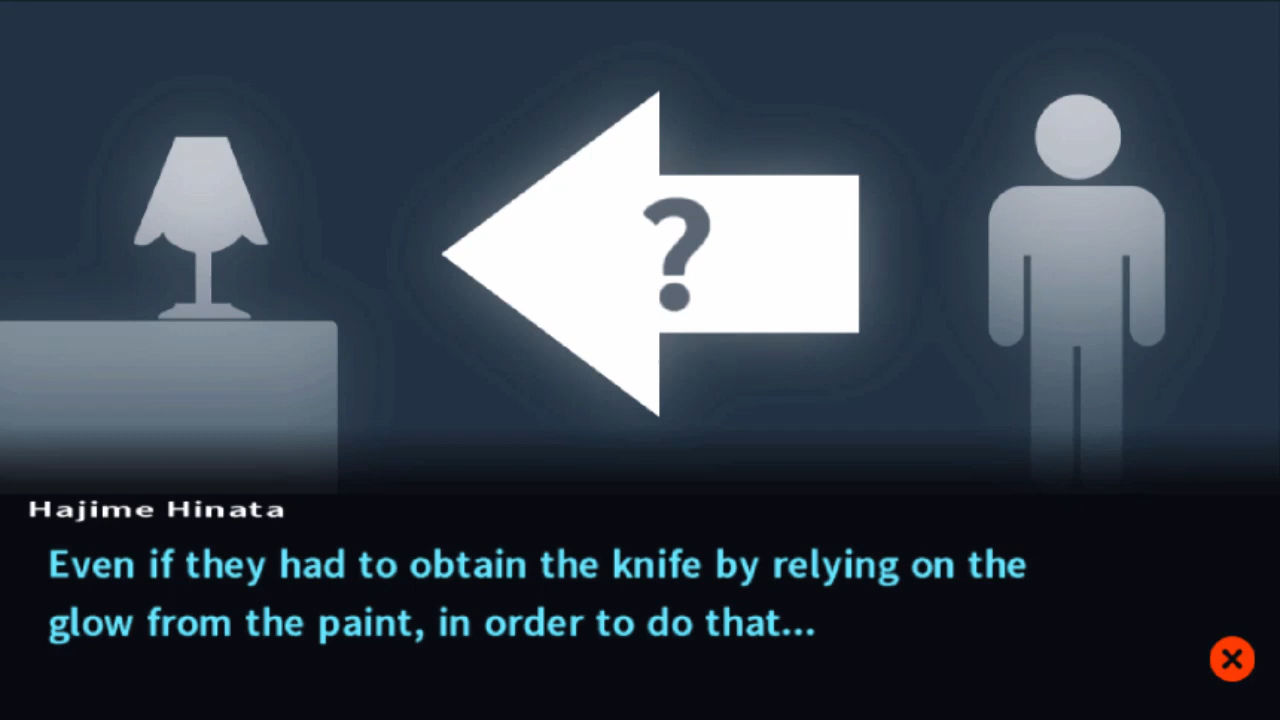 ?
Hajime Hinata
Even if they had to obtain the knife by relying on the
glow from the paint, in order to do that...